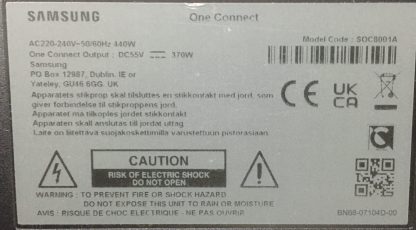 SAMSUNG
One Connect
Model Code : SOC8001A
AC220-240V~50/60Hz 440W
One Connect Output : DC55V ⎓ 370W
Samsung
PO Box 12987, Dublin. IE or
Yateley, GU46 6GG. UK
Apparatets stikprop skal tilsluttes en stikkontakt med jord, som
giver forbindelse til stikproppens jord.
Apparatet må tilkoples jordet stikkontakt
Apparaten skall anslutas till jordat uttag
Laite on liitettävä suojakoskettimilla varustettuun pistorasiaan.
CE UK
CA
CAUTION
RISK OF ELECTRIC SHOCK
DO NOT OPEN
WARNING : TO PREVENT FIRE OR SHOCK HAZARD
DO NOT EXPOSE THIS UNIT TO RAIN OR MOISTURE
AVIS : RISQUE DE CHOC ELECTRIQUE - NE PAS OUVRIR
BN68-07104D-00